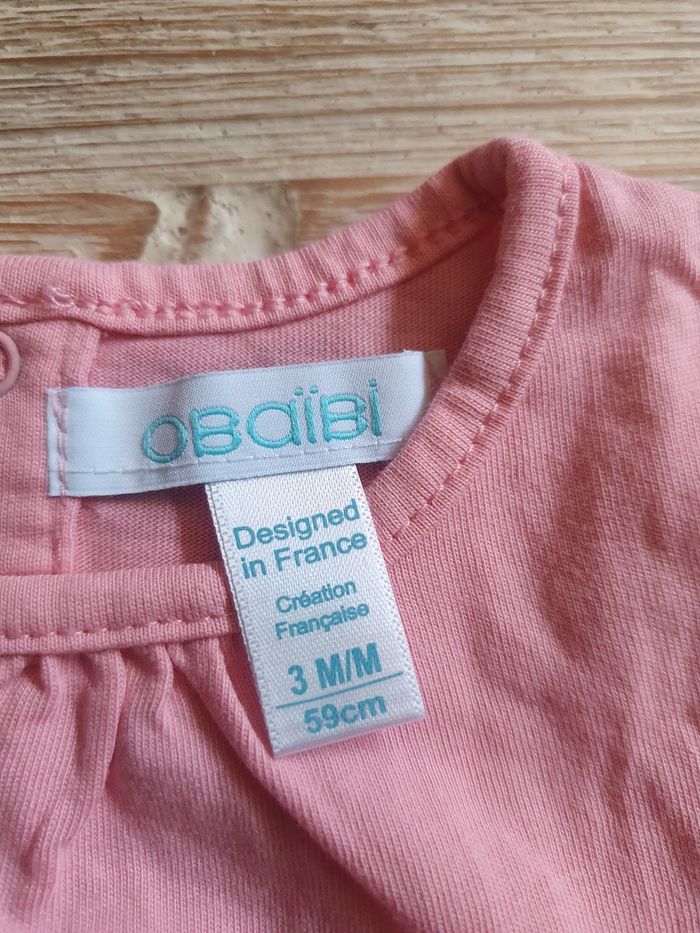 OBaïBi
Designed
in France
Création
Française
3 M/M
59cm